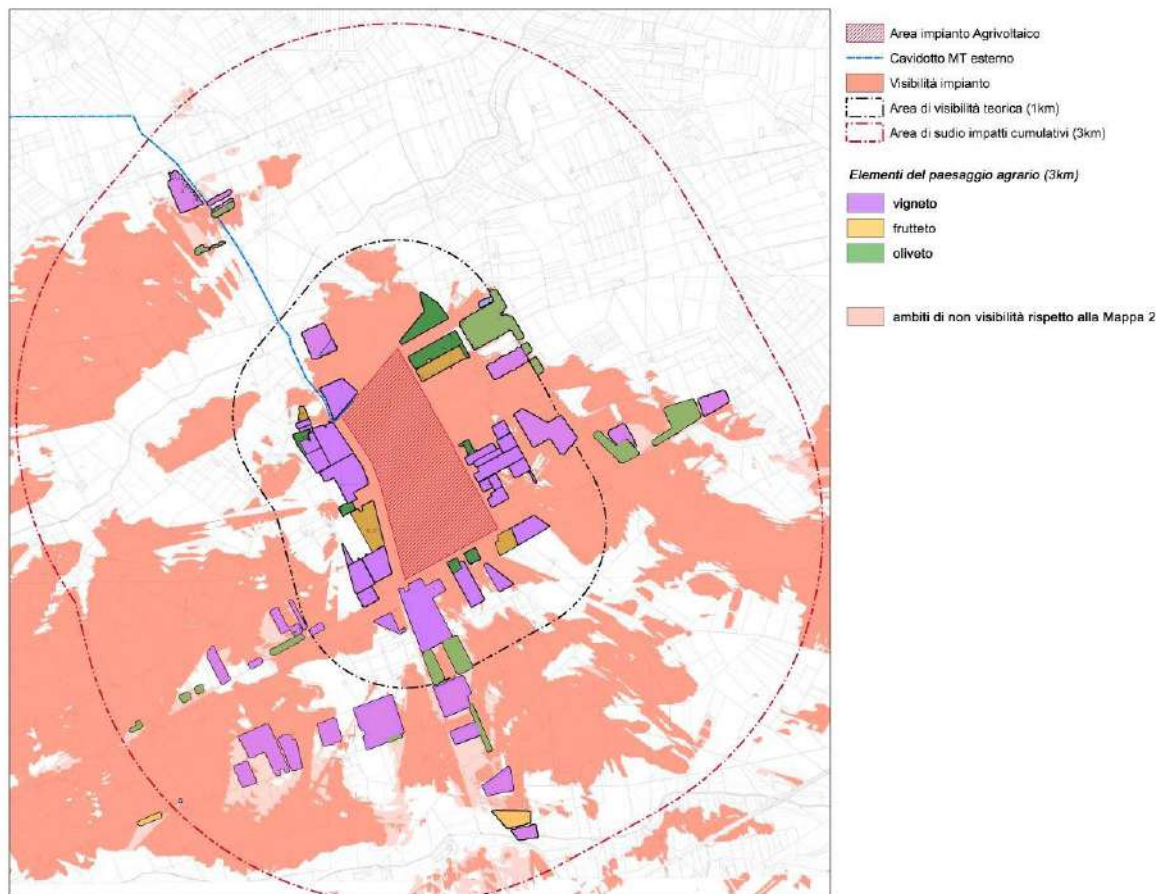 Area impianto Agrivoltaico
Cavidotto MT esterno
Visibilità impianto
Area di visibilità teorica (1km)
Area di sudio impatti cumulativi (3km)
Elementi del paesaggio agrario (3km)
vigneto
frutteto
oliveto
ambiti di non visibilità rispetto alla Mappa 2